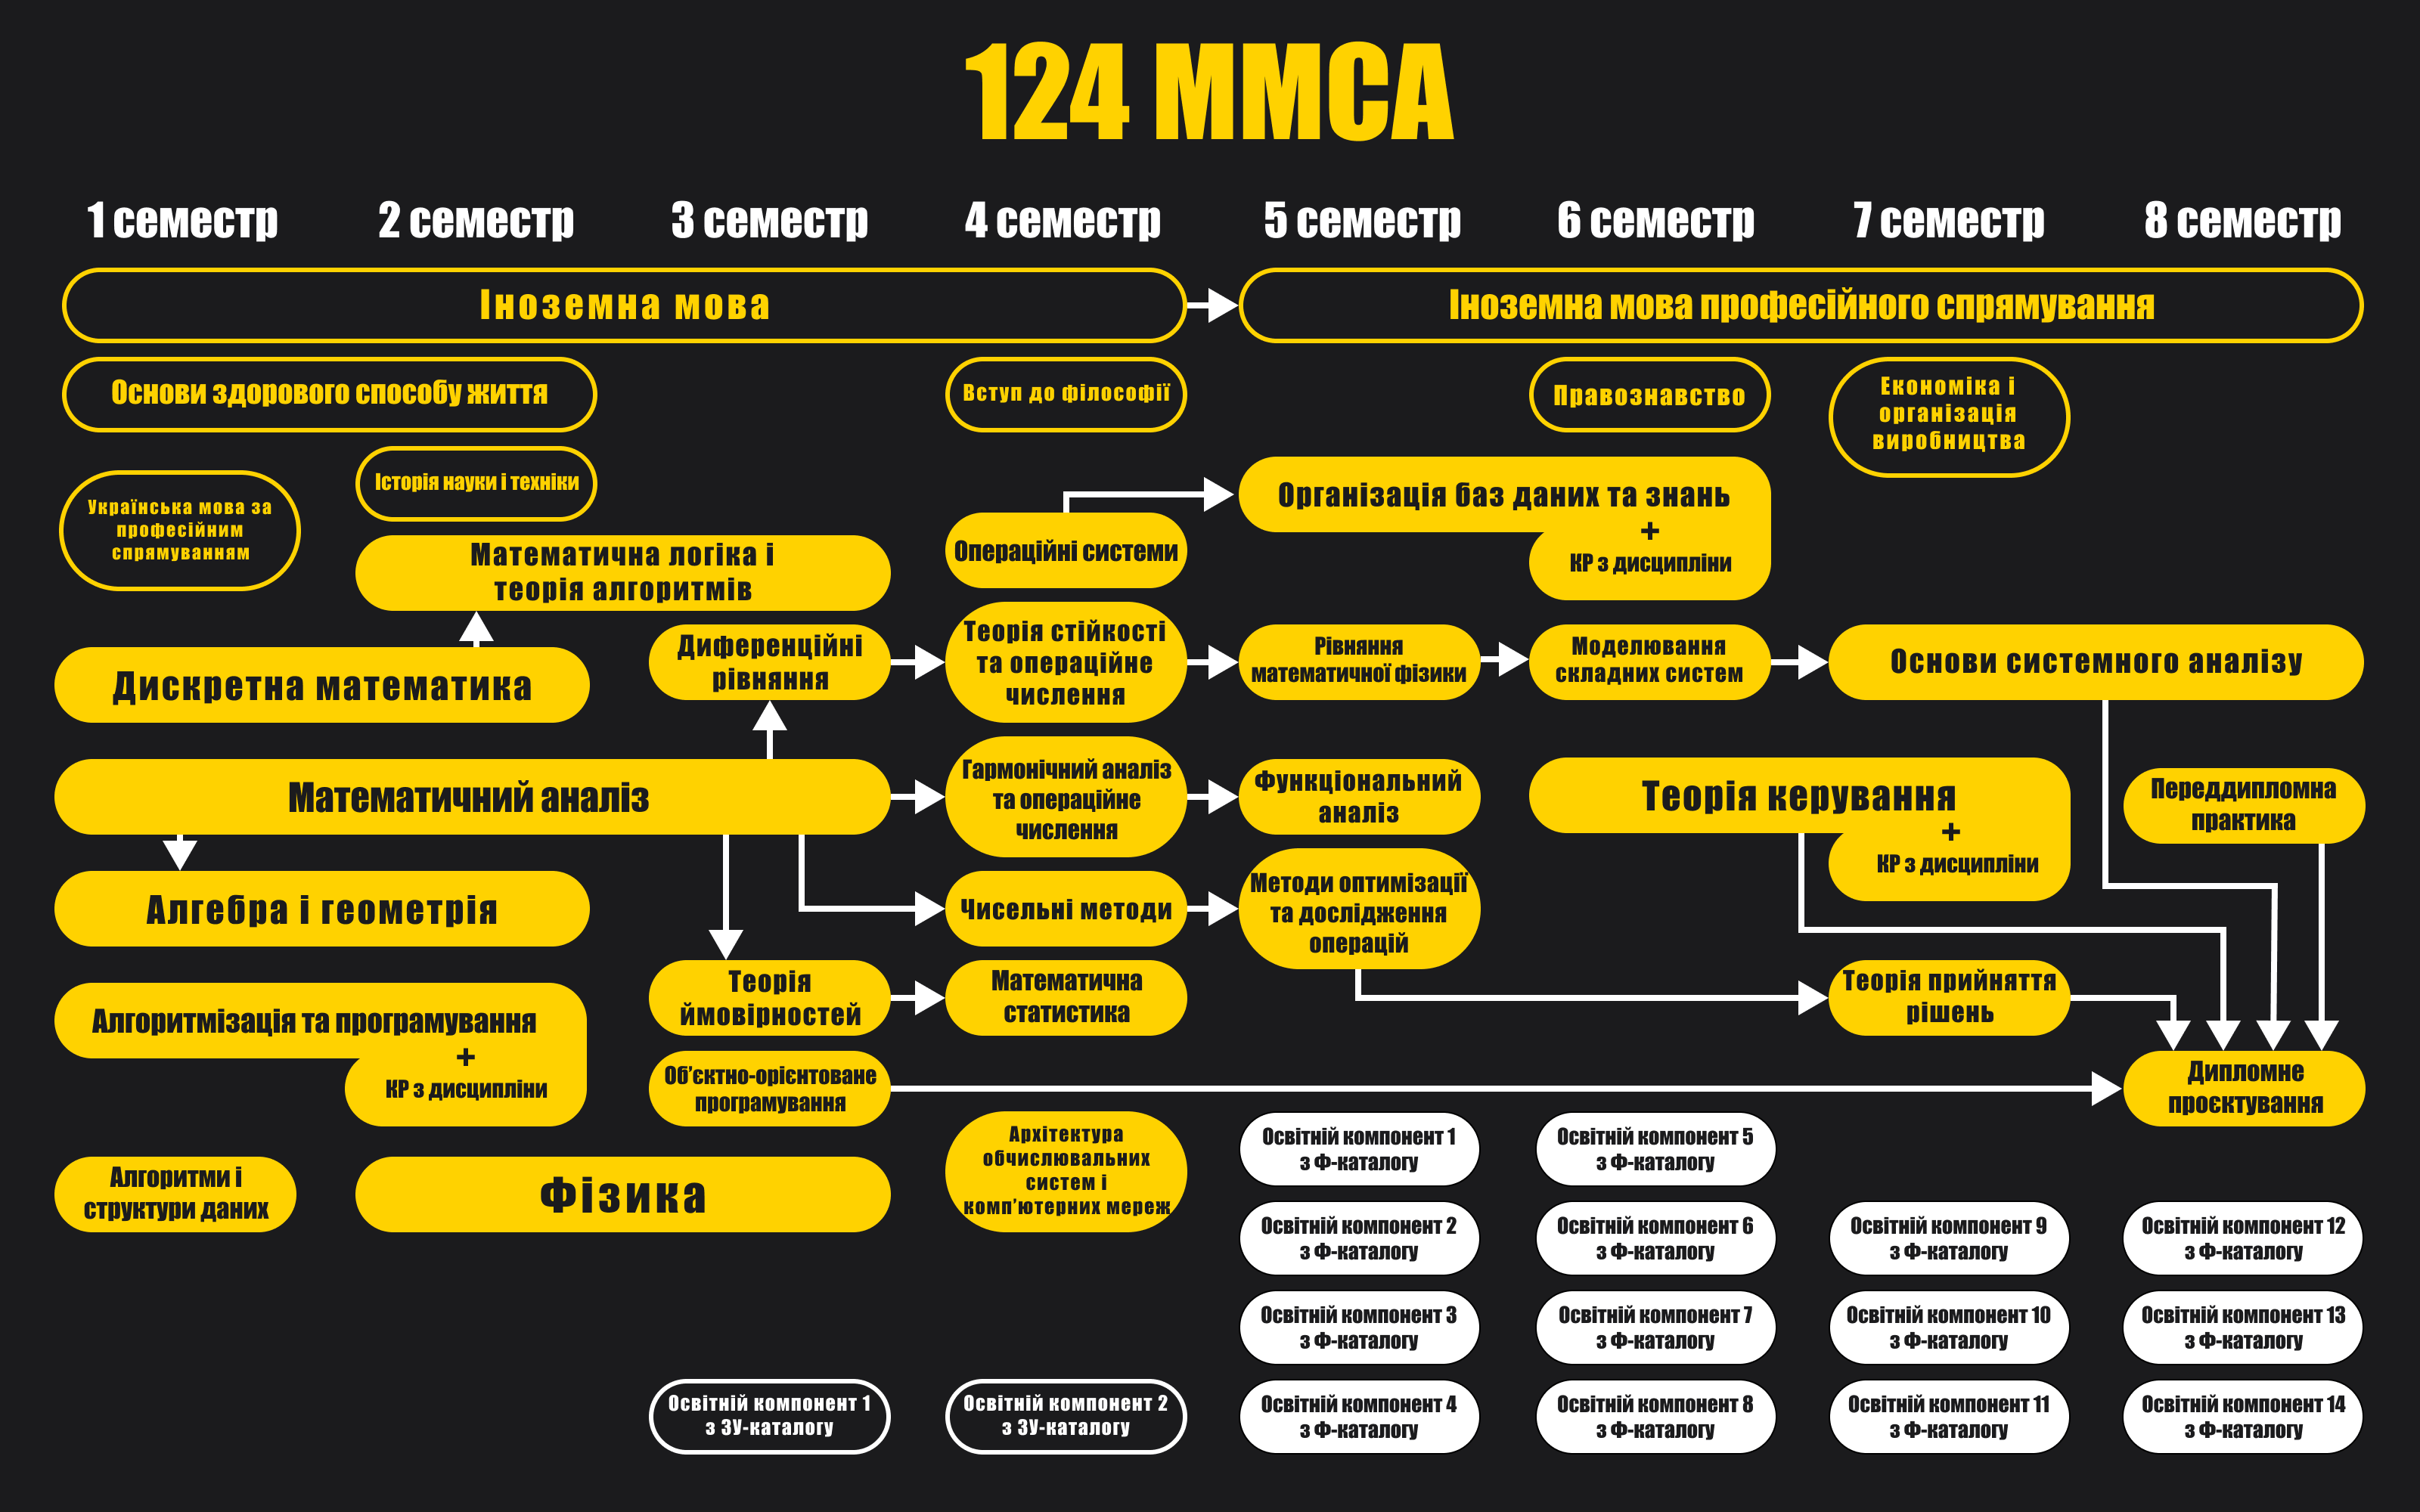 124 ММСА
1 семестр
2 семестр
3 семестр
4 семестр
5 семестр
6 семестр
7 семестр
8 семестр
Іноземна мова
Іноземна мова професійного спрямування
Основи здорового способу життя
Вступ до філософії
Правознавство
Економіка і
організація
виробництва
Українська мова за
професійним
спрямуванням
Історія науки і техніки
Організація баз даних та знань
+
КР з дисципліни
Математична логіка і
теорія алгоритмів
Операційні системи
Дискретна математика
Диференційні
рівняння
Теорія стійкості
та операційне
числення
Рівняння
математичної фізики
Моделювання
складних систем
Основи системного аналізу
Математичний аналіз
Гармонічний аналіз
та операційне
числення
Функціональний
аналіз
Теорія керування
+
КР з дисципліни
Переддипломна
практика
Алгебра і геометрія
Чисельні методи
Методи оптимізації
та дослідження
операцій
Алгоритмізація та програмування
+
КР з дисципліни
Теорія
ймовірностей
Математична
статистика
Теорія прийняття
рішень
Об’єктно-орієнтоване
програмування
Дипломне
проєктування
Алгоритми і
структури даних
Фізика
Архітектура
обчислювальних
систем і
комп’ютерних мереж
Освітній компонент 1
з Ф-каталогу
Освітній компонент 5
з Ф-каталогу
Освітній компонент 2
з Ф-каталогу
Освітній компонент 6
з Ф-каталогу
Освітній компонент 9
з Ф-каталогу
Освітній компонент 12
з Ф-каталогу
Освітній компонент 3
з Ф-каталогу
Освітній компонент 7
з Ф-каталогу
Освітній компонент 10
з Ф-каталогу
Освітній компонент 13
з Ф-каталогу
Освітній компонент 1
з ЗУ-каталогу
Освітній компонент 2
з ЗУ-каталогу
Освітній компонент 4
з Ф-каталогу
Освітній компонент 8
з Ф-каталогу
Освітній компонент 11
з Ф-каталогу
Освітній компонент 14
з Ф-каталогу